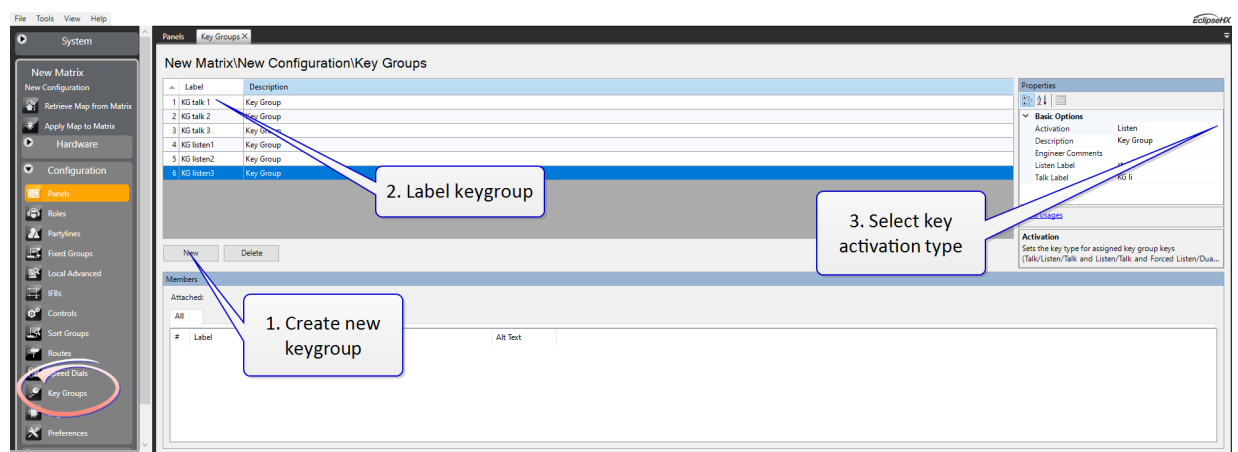 File Tools View Help
EclipseHX
System
New Matrix
New Configuration
Retrieve Map from Matrix
Apply Map to Matrix
Hardware
Configuration
Panels
Roles
Partylines
Fixed Groups
Local Advanced
IFBs
Controls
Sort Groups
Routes
Speed Dials
Key Groups
Preferences
Panels Key Groups X
New Matrix\New Configuration\Key Groups
Label Description
1 KG talk 1 Key Group
2 KG talk 2 Key Group
3 KG talk 3 Key Group
4 KG listen1 Key Group
5 KG listen2 Key Group
6 KG listen3 Key Group
2. Label keygroup
New Delete
Properties
Basic Options
Activation Listen
Description Key Group
Engineer Comments
Listen Label
Talk Label KG li
3. Select key
activation type
Activation
Sets the key type for assigned key group keys
(Talk/Listen/Talk and Listen/Talk and Forced Listen/Dua...
Members
Attached:
All
# Label Alt Text
1. Create new
keygroup